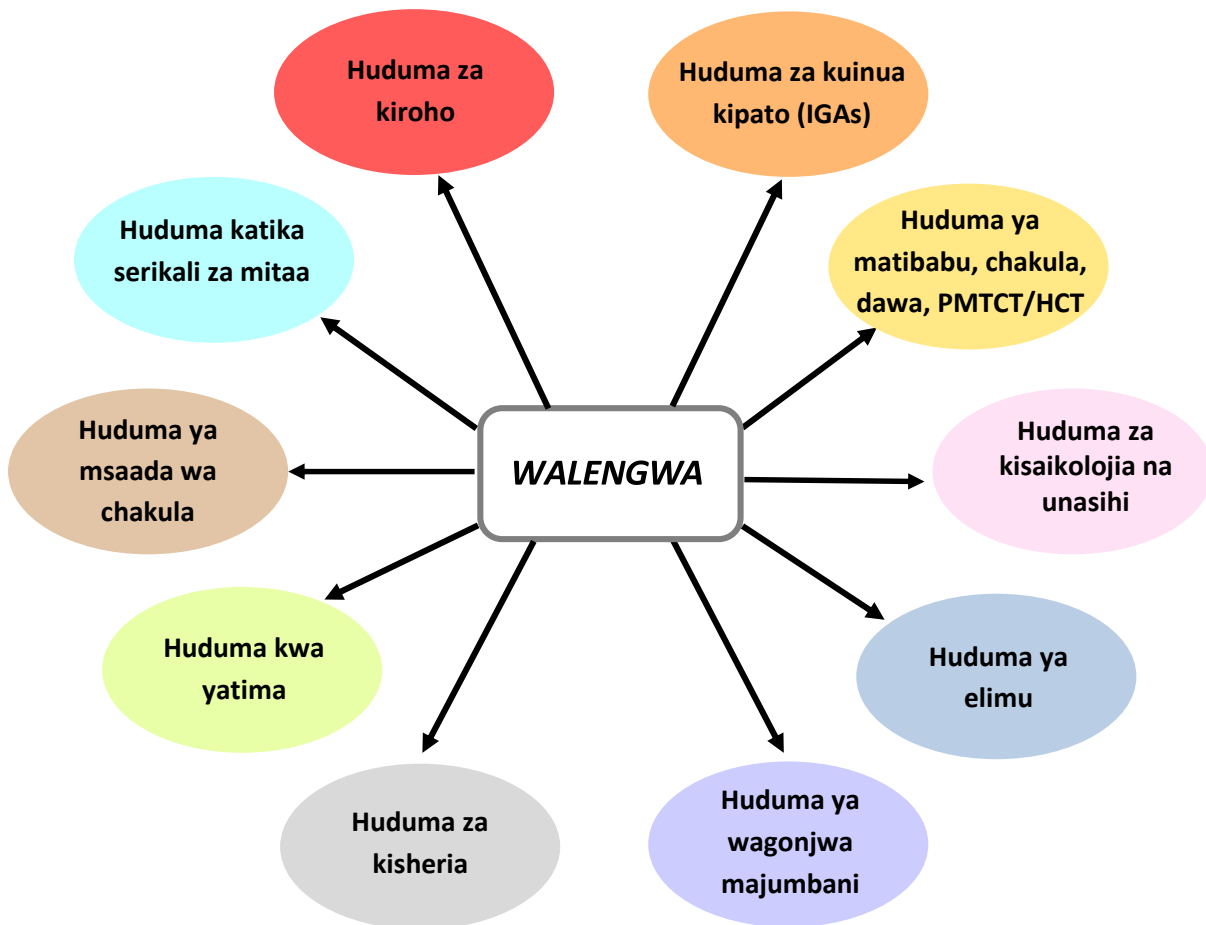 Huduma za
kiroho
Huduma za kuinua
kipato (IGAs)
Huduma katika
serikali za mitaa
Huduma ya
matibabu, chakula,
dawa, PMTCT/HCT
Huduma ya
msaada wa
chakula
WALENGWA
Huduma za
kisaikolojia na
unasihi
Huduma kwa
yatima
Huduma ya
elimu
Huduma za
kisheria
Huduma ya
wagonjwa
majumbani